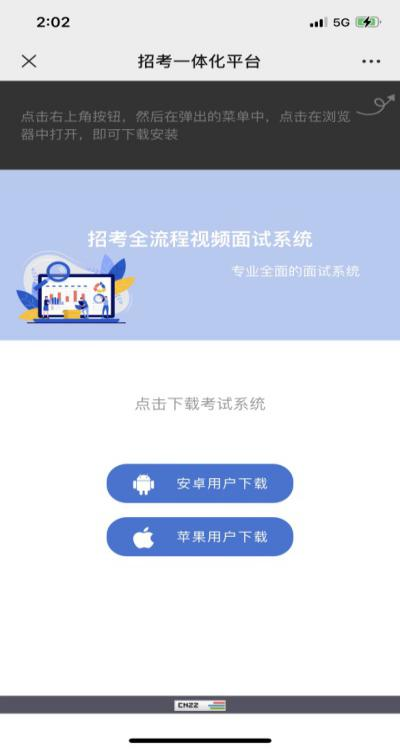 2:02
5G
招考一体化平台
点击右上角按钮，然后在弹出的菜单中，点击在浏览
器中打开，即可下载安装
招考全流程视频面试系统
专业全面的面试系统
点击下载考试系统
安卓用户下载
苹果用户下载
CNZZ